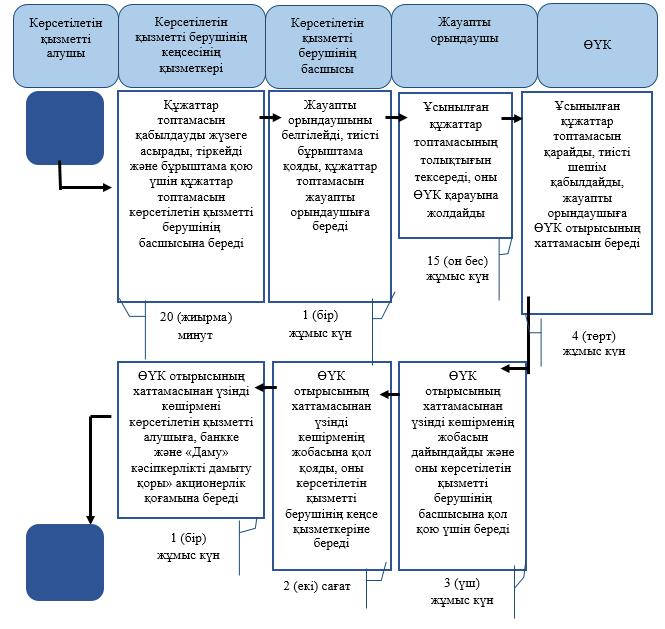 Көрсетілетін
қызметті
алушы
Көрсетілетін
қызметті берушінің
кеңсесінің
қызметкері
Көрсетілетін
қызметті
берушінің
басшысы
Жауапты
орындаушы
ӨҮК
Құжаттар
топтамасын
қабылдауды жүзеге
асырады, тіркейді
және бұрыштама қою
үшін құжаттар
топтамасын
көрсетілетін қызметті
берушінің
басшысына береді
Жауапты
орындаушыны
белгілейді, тиісті
бұрыштама
қояды, құжаттар
топтамасын
жауапты
орындаушыға
береді
Ұсынылған
құжаттар
топтамасының
толықтығын
тексереді, оны
ӨҮК қарауына
жолдайды
Ұсынылған
құжаттар
топтамасын
қарайды, тиісті
шешім
қабылдайды,
жауапты
орындаушыға
ӨҮК отырысының
хаттамасын береді
20 (жиырма)
минут
1 (бір)
жұмыс күн
15 (он бес)
жұмыс күн
4 (төрт)
жұмыс күн
ӨҮК отырысының
хаттамасынан үзінді
көшірмені
көрсетілетін қызметті
алушыға, банкке
және «Даму»
кәсіпкерлікті дамыту
қоры» акционерлік
қоғамына береді
ӨҮК
отырысының
хаттамасынан
үзінді
көшірменің
жобасына қол
қояды, оны
көрсетілетін
қызметті
берушінің кеңсе
қызметкеріне
береді
ӨҮК
отырысының
хаттамасынан
үзінді көшірменің
жобасын
дайындайды және
оны көрсетілетін
қызметті
берушінің
басшысына қол
қою үшін береді
1 (бір)
жұмыс күн
2 (екі) сағат
3 (үш)
жұмыс күн